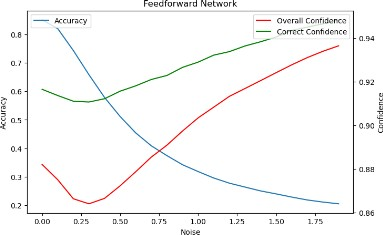 Feedforward Network
Accuracy
Overall Confidence
Correct Confidence
0.8
0.7
0.6
0.5
0.4
0.3
0.2
Accuracy
0.94
0.92
0.90
0.88
0.86
Confidence
0.00 0.25 0.50 0.75 1.00 1.25 1.50 1.75
Noise